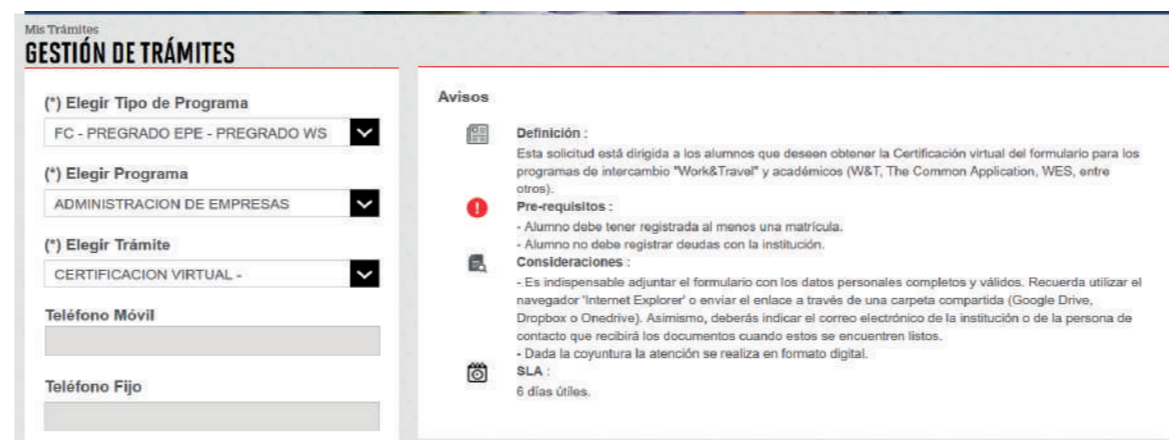 Mis Trámites
GESTIÓN DE TRÁMITES
(*) Elegir Tipo de Programa
FC - PREGRADO EPE - PREGRADO WS
(*) Elegir Programa
ADMINISTRACION DE EMPRESAS
(*) Elegir Trámite
CERTIFICACION VIRTUAL -
Teléfono Móvil
Teléfono Fijo
Avisos
Definición :
Esta solicitud está dirigida a los alumnos que deseen obtener la Certificación virtual del formulario para los
programas de intercambio "Work&Travel" y académicos (W&T, The Common Application, WES, entre
otros).
Pre-requisitos :
- Alumno debe tener registrada al menos una matrícula.
- Alumno no debe registrar deudas con la institución.
Consideraciones :
- Es indispensable adjuntar el formulario con los datos personales completos y válidos. Recuerda utilizar el
navegador 'Internet Explorer' o enviar el enlace a través de una carpeta compartida (Google Drive,
Dropbox o Onedrive). Asimismo, deberás indicar el correo electrónico de la institución o de la persona de
contacto que recibirá los documentos cuando estos se encuentren listos.
- Dada la coyuntura la atención se realiza en formato digital.
SLA :
6 días útiles.